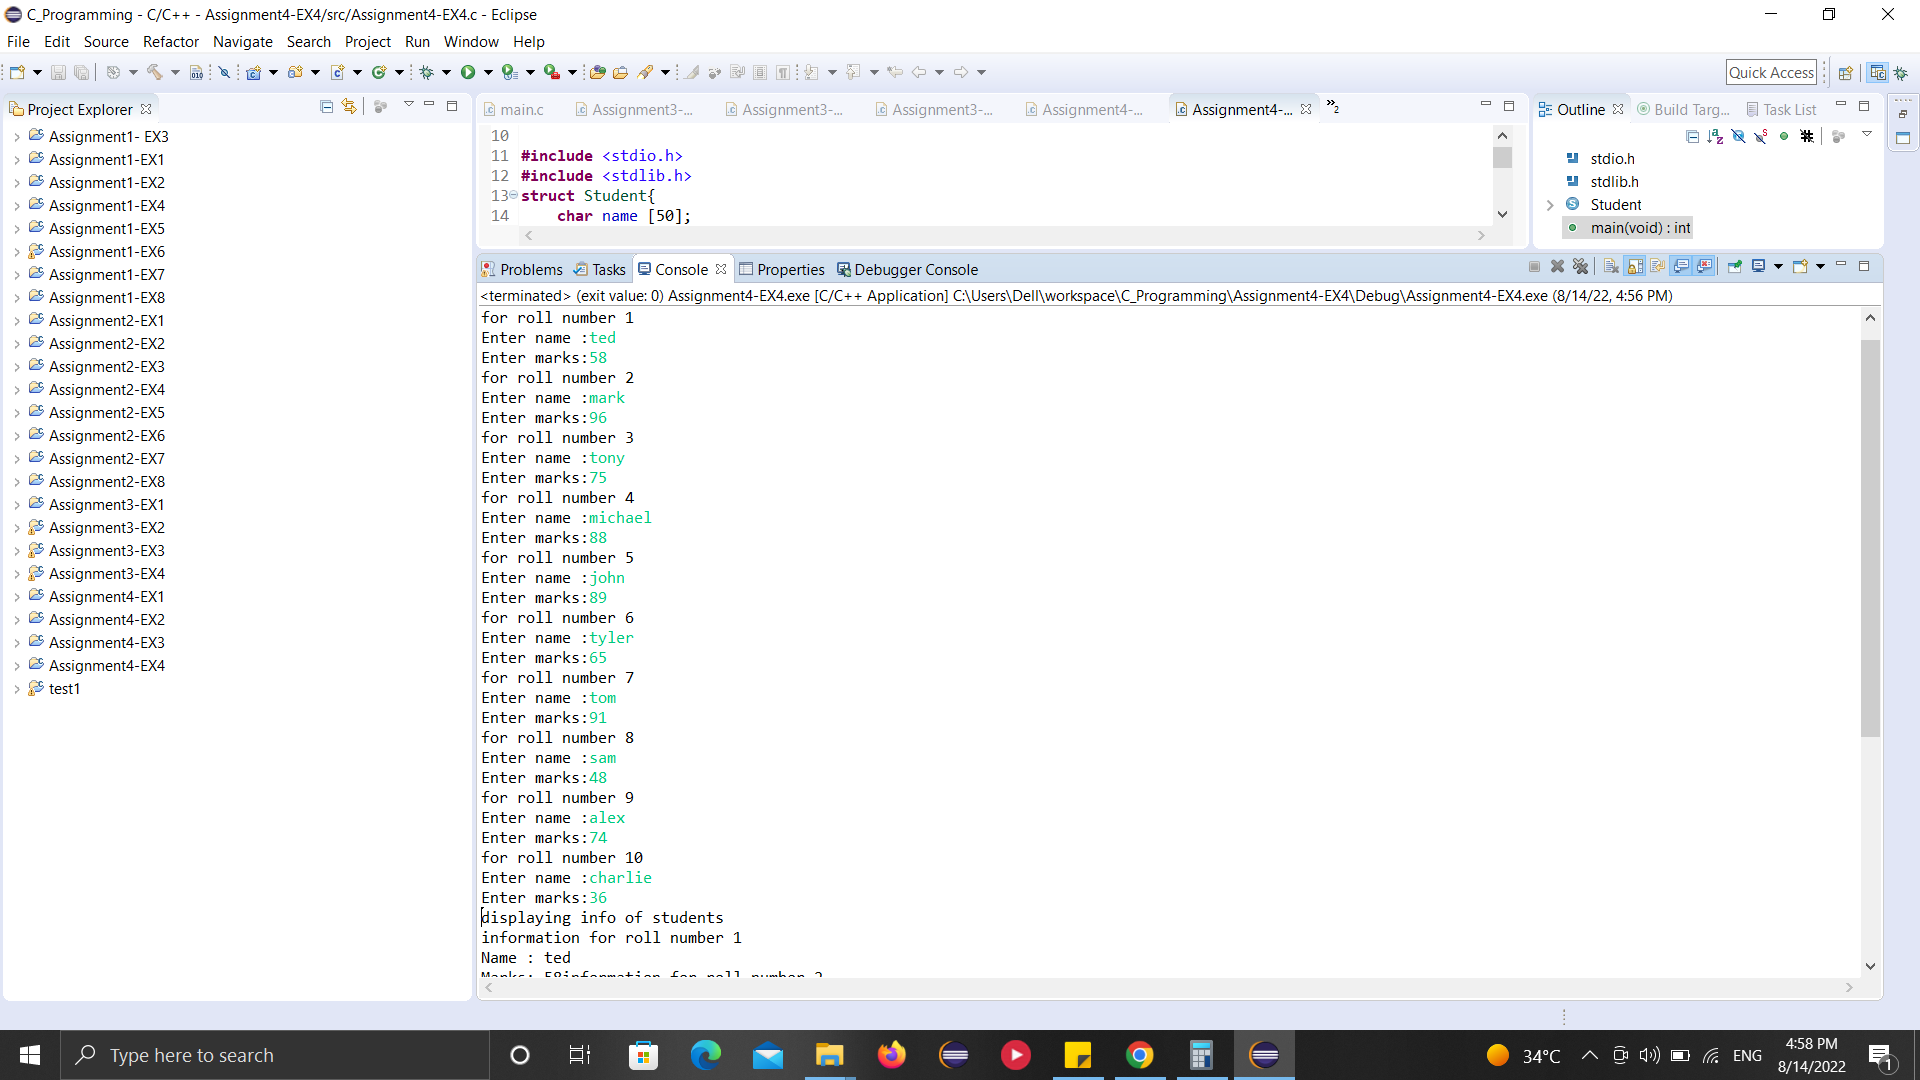 C_Programming - C/C++ - Assignment4-EX4/src/Assignment4-EX4.c - Eclipse
File Edit Source Refactor Navigate Search Project Run Window Help
Quick Access
Project Explorer
Assignment1- EX3
Assignment1-EX1
Assignment1-EX2
Assignment1-EX4
Assignment1-EX5
Assignment1-EX6
Assignment1-EX7
Assignment1-EX8
Assignment2-EX1
Assignment2-EX2
Assignment2-EX3
Assignment2-EX4
Assignment2-EX5
Assignment2-EX6
Assignment2-EX7
Assignment2-EX8
Assignment3-EX1
Assignment3-EX2
Assignment3-EX3
Assignment3-EX4
Assignment4-EX1
Assignment4-EX2
Assignment4-EX3
Assignment4-EX4
test1
main.c Assignment3-... Assignment3-... Assignment3-... Assignment4-... Assignment4-... »2
10
11 #include <stdio.h>
12 #include <stdlib.h>
13 struct Student{
14 char name [50];
Outline Build Targ... Task List
stdio.h
stdlib.h
Student
main(void) : int
Problems Tasks Console Properties Debugger Console
<terminated> (exit value: 0) Assignment4-EX4.exe [C/C++ Application] C:\Users\Dell\workspace\C_Programming\Assignment4-EX4\Debug\Assignment4-EX4.exe (8/14/22, 4:56 PM)
for roll number 1
Enter name :ted
Enter marks:58
for roll number 2
Enter name :mark
Enter marks:96
for roll number 3
Enter name :tony
Enter marks:75
for roll number 4
Enter name :michael
Enter marks:88
for roll number 5
Enter name :john
Enter marks:89
for roll number 6
Enter name :tyler
Enter marks:65
for roll number 7
Enter name :tom
Enter marks:91
for roll number 8
Enter name :sam
Enter marks:48
for roll number 9
Enter name :alex
Enter marks:74
for roll number 10
Enter name :charlie
Enter marks:36
displaying info of students
information for roll number 1
Name : ted
Marks: 58information for roll number 2
Type here to search
34°C ENG
4:58 PM
8/14/2022
1